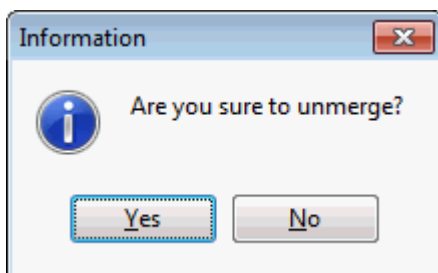 Information
Are you sure to unmerge?
Yes
No